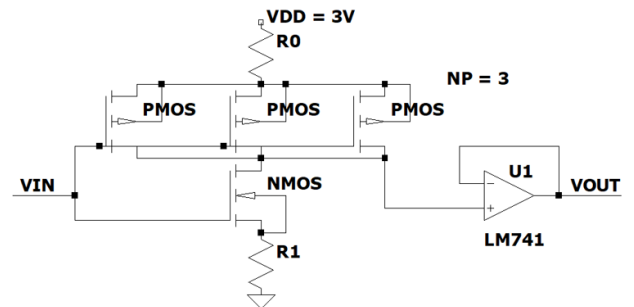 VDD = 3V
R0
NP = 3
PMOS PMOS PMOS
U1
VIN NMOS VOUT
-
+
LM741
R1